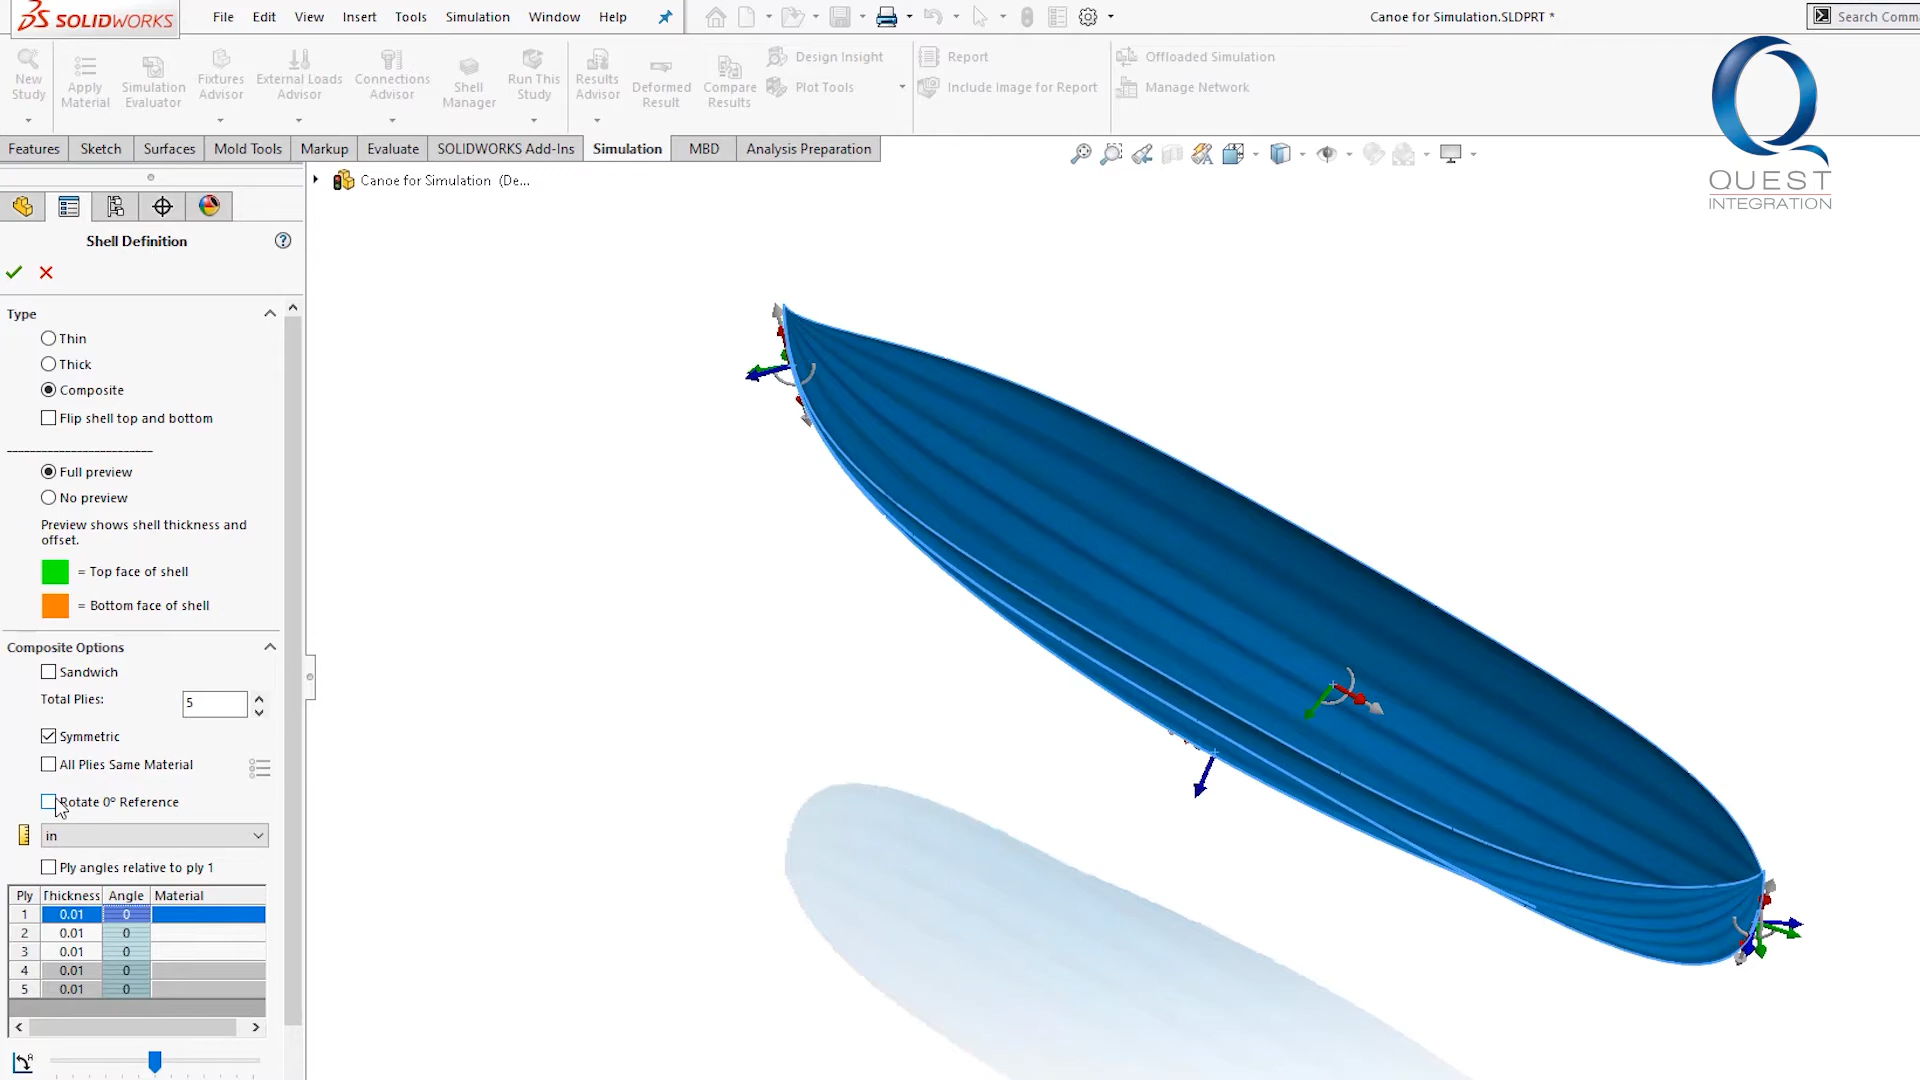 SOLIDWORKS
File Edit View Insert Tools Simulation Window Help
Canoe for Simulation.SLDPRT *
Search Comm
New Study
Apply Material
Simulation Evaluator
Fixtures Advisor
External Loads Advisor
Connections Advisor
Shell Manager
Run This Study
Results Advisor
Deformed Result
Compare Results
Design Insight
Plot Tools
Report
Include Image for Report
Offloaded Simulation
Manage Network
Features Sketch Surfaces Mold Tools Markup Evaluate SOLIDWORKS Add-Ins Simulation MBD Analysis Preparation
QUEST
INTEGRATION
Canoe for Simulation (De...
Shell Definition
Type
Thin
Thick
Composite
Flip shell top and bottom
Full preview
No preview
Preview shows shell thickness and
offset.
= Top face of shell
= Bottom face of shell
Composite Options
Sandwich
Total Plies: 5
Symmetric
All Plies Same Material
Rotate 0° Reference
in
Ply angles relative to ply 1
Ply Thickness Angle Material
1 0.01 0
2 0.01 0
3 0.01 0
4 0.01 0
5 0.01 0